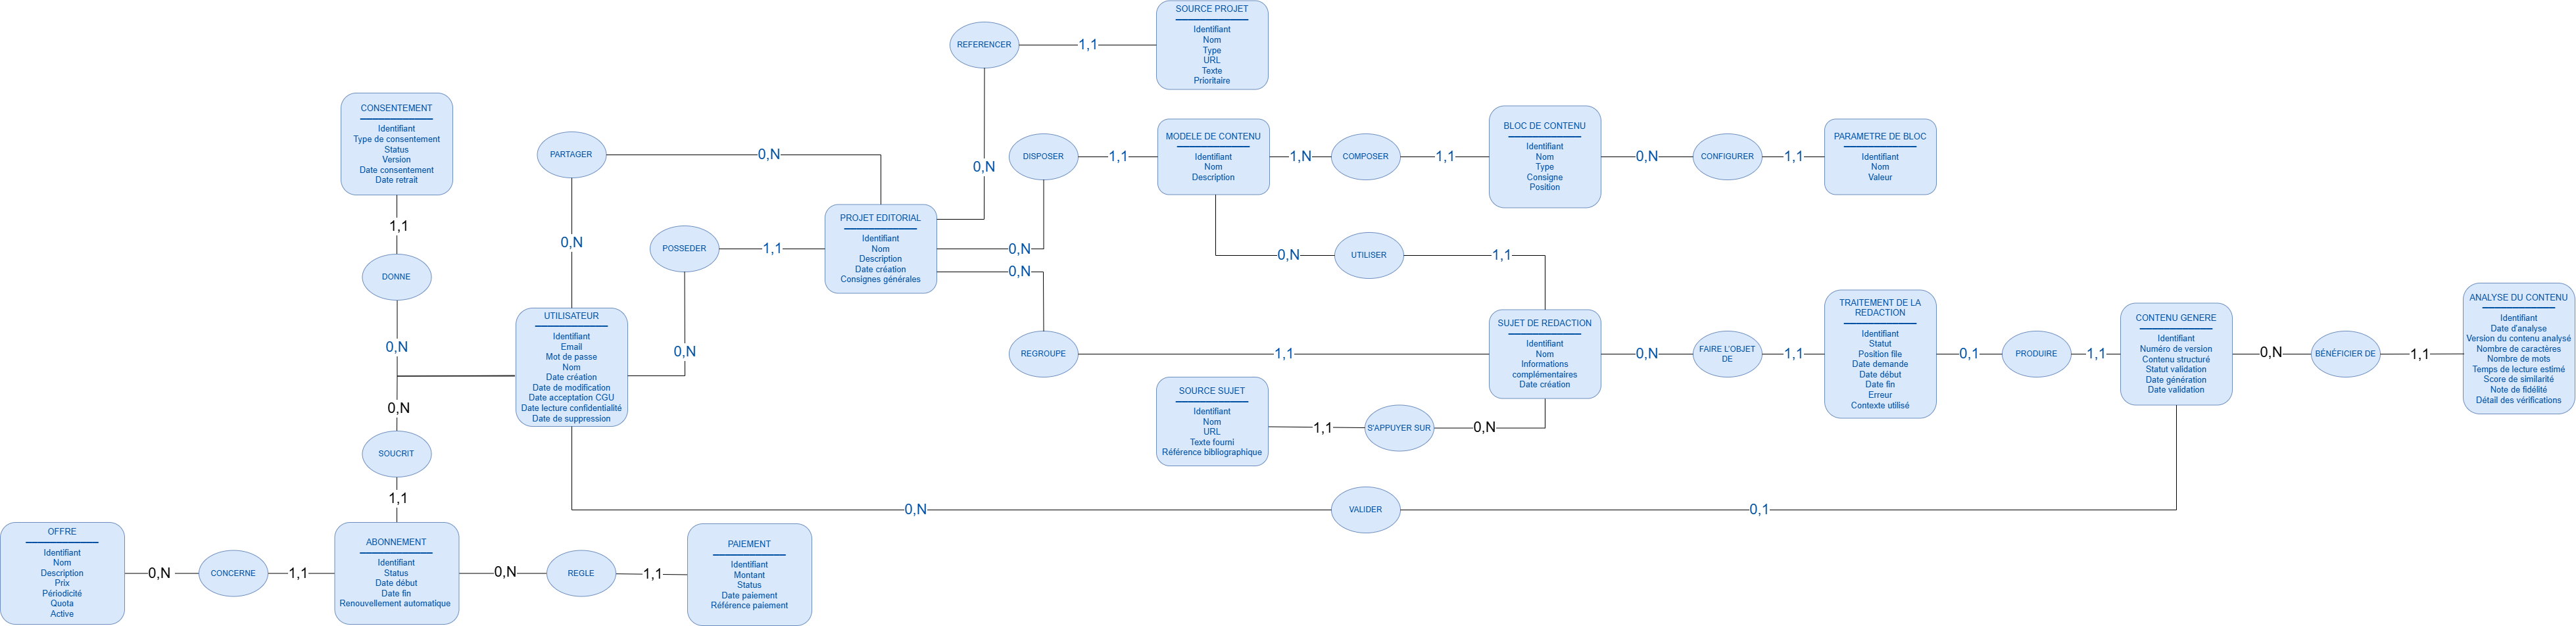 SOURCE PROJET
Identifiant
Nom
Type
URL
Texte
Prioritaire
REFERENCER
1,1
0,N
CONSENTEMENT
Identifiant
Type de consentement
Status
Version
Date consentement
Date retrait
1,1
DONNE
0,N
PARTAGER
0,N
0,N
DISPOSER
1,1
0,N
MODELE DE CONTENU
Identifiant
Nom
Description
1,N
COMPOSER
1,1
BLOC DE CONTENU
Identifiant
Nom
Type
Consigne
Position
0,N
CONFIGURER
1,1
PARAMETRE DE BLOC
Identifiant
Nom
Valeur
POSSEDER
1,1
0,N
PROJET EDITORIAL
Identifiant
Nom
Description
Date création
Consignes générales
0,N
UTILISER
1,1
0,N
REGROUPE
1,1
UTILISATEUR
Identifiant
Email
Mot de passe
Nom
Date création
Date de modification
Date acceptation CGU
Date lecture confidentialité
Date de suppression
SUJET DE REDACTION
Identifiant
Nom
Informations
complémentaires
Date création
0,N
FAIRE L'OBJET
DE
1,1
TRAITEMENT DE LA
REDACTION
Identifiant
Statut
Position file
Date demande
Date début
Date fin
Erreur
Contexte utilisé
0,1
PRODUIRE
1,1
CONTENU GENERE
Identifiant
Numéro de version
Contenu structuré
Statut validation
Date génération
Date validation
0,N
BÉNÉFICIER DE
1,1
ANALYSE DU CONTENU
Identifiant
Date d'analyse
Version du contenu analysé
Nombre de caractères
Nombre de mots
Temps de lecture estimé
Score de similarité
Note de fidélité
Détail des vérifications
SOURCE SUJET
Identifiant
Nom
URL
Texte fourni
Référence bibliographique
1,1
S'APPUYER SUR
0,N
0,N
SOUCRIT
1,1
0,N
VALIDER
0,1
OFFRE
Identifiant
Nom
Description
Prix
Périodicité
Quota
Active
0,N
CONCERNE
1,1
ABONNEMENT
Identifiant
Status
Date début
Date fin
Renouvellement automatique
0,N
REGLE
1,1
PAIEMENT
Identifiant
Montant
Status
Date paiement
Référence paiement